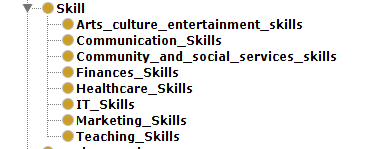 Skill
Arts_culture_entertainment_skills
Communication_Skills
Community_and_social_services_skills
Finances_Skills
Healthcare_Skills
IT_Skills
Marketing_Skills
Teaching_Skills